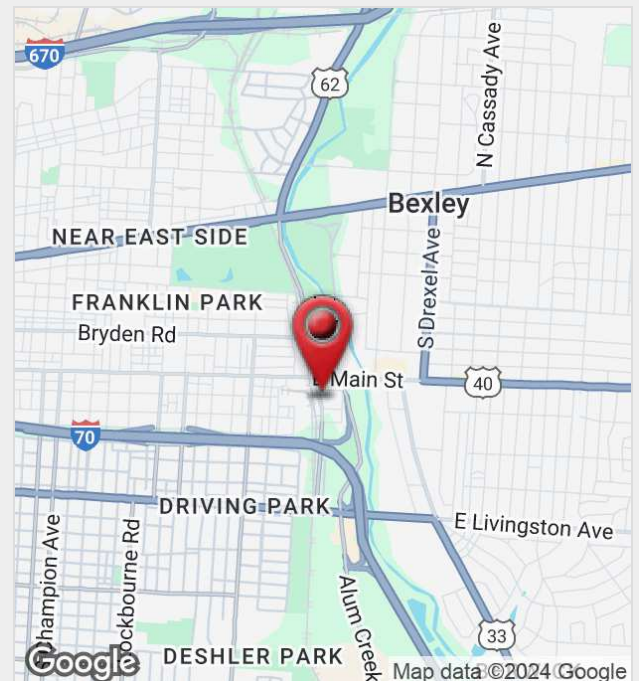 670
62
N Cassady Ave
Bexley
NEAR EAST SIDE
S Drexel Ave
FRANKLIN PARK
Bryden Rd
Main St
40
70
DRIVING PARK
E Livingston Ave
Champion Ave
ockbourne Rd
Alum Creek
33
DESHLER PARK
Google
Map data ©2024 Google